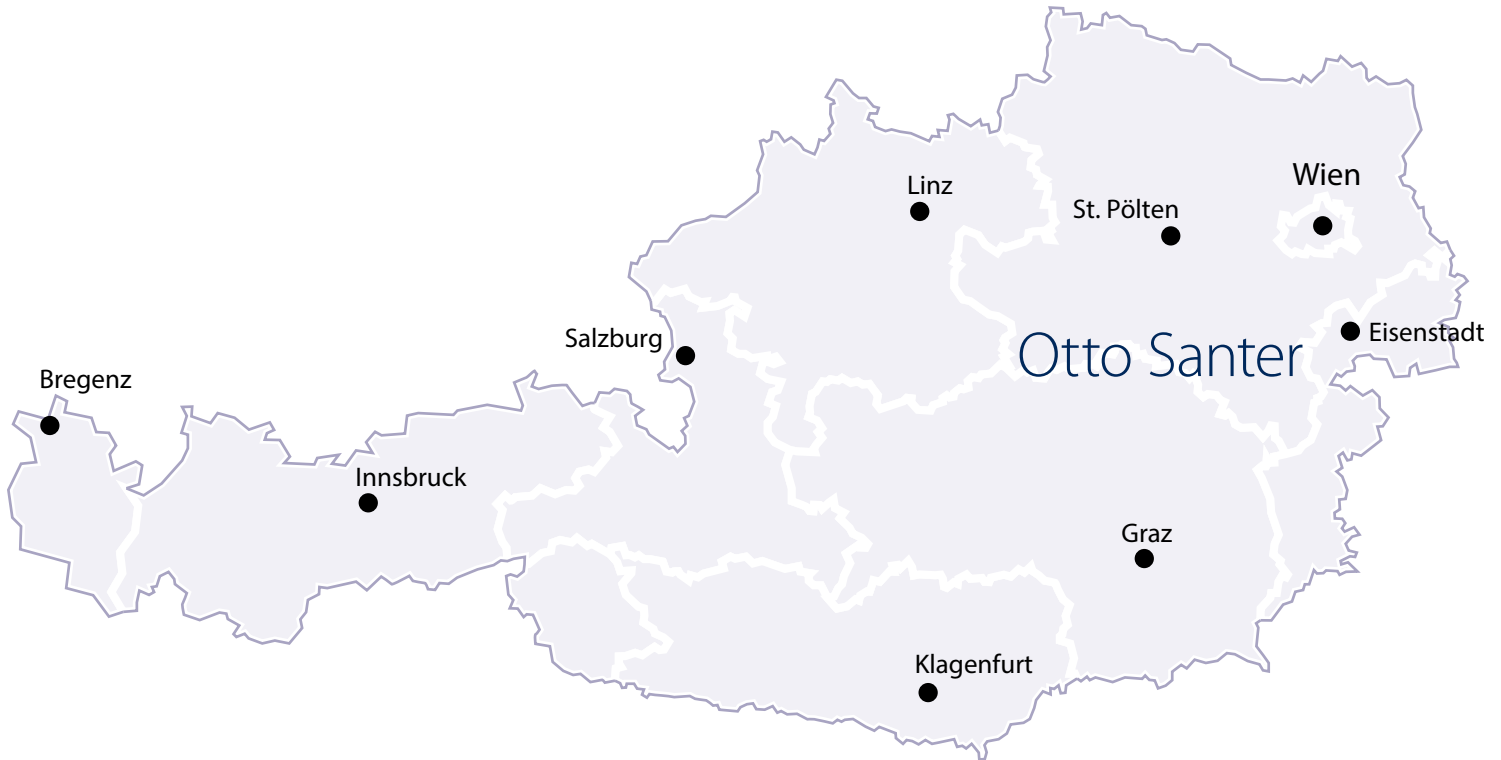 Wien
Linz
St. Pölten
Salzburg
Otto Santer
Eisenstadt
Bregenz
Innsbruck
Graz
Klagenfurt